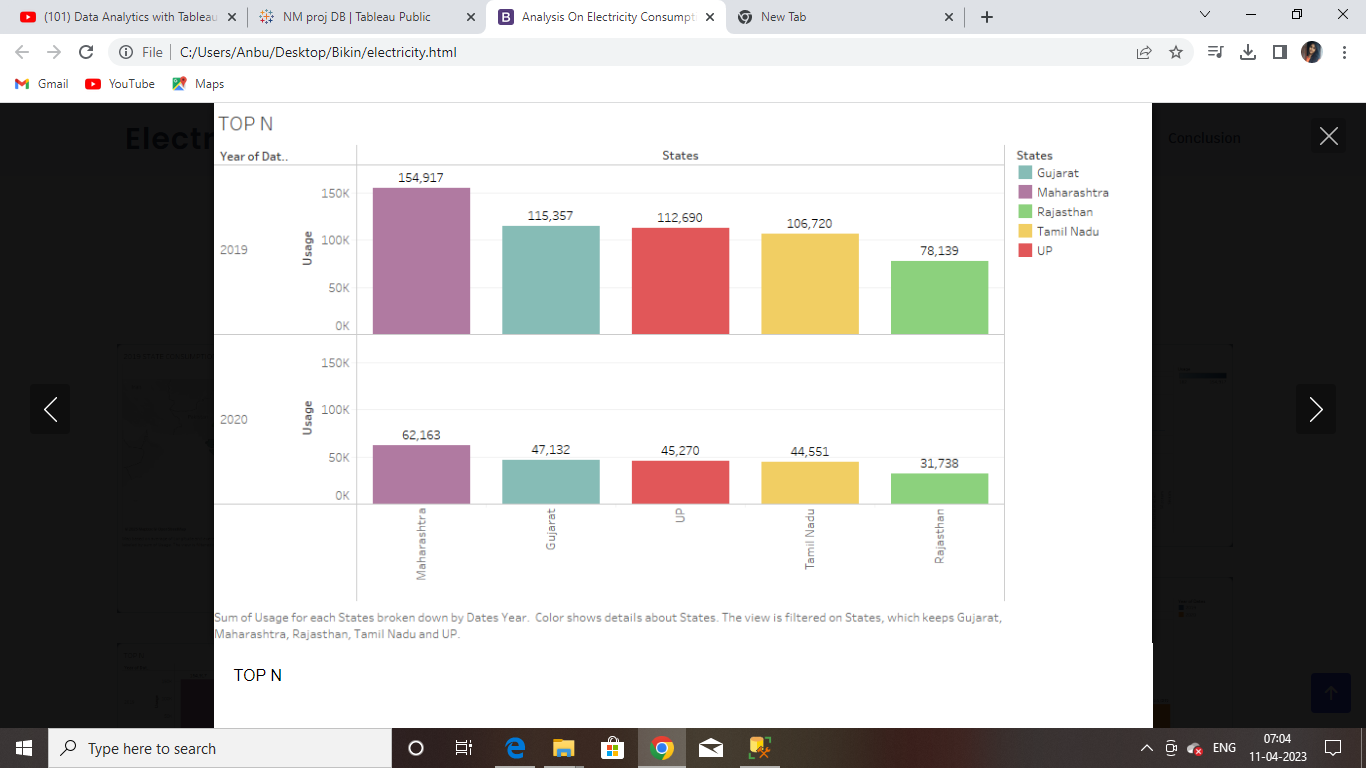 (101) Data Analytics with Tableau
NM proj DB | Tableau Public
Analysis On Electricity Consumpt
New Tab
File
C:/Users/Anbu/Desktop/Bikin/electricity.html
Gmail
YouTube
Maps
Electr
Conclusion
TOP N
Year of Dat..
States
States
Gujarat
Maharashtra
Rajasthan
Tamil Nadu
UP
2019
Usage
150K
100K
50K
0K
154,917
115,357
112,690
106,720
78,139
2020
Usage
150K
100K
50K
0K
62,163
47,132
45,270
44,551
31,738
Maharashtra
Gujarat
UP
Tamil Nadu
Rajasthan
Sum of Usage for each States broken down by Dates Year. Color shows details about States. The view is filtered on States, which keeps Gujarat,
Maharashtra, Rajasthan, Tamil Nadu and UP.
TOP N
Type here to search
ENG
07:04
11-04-2023